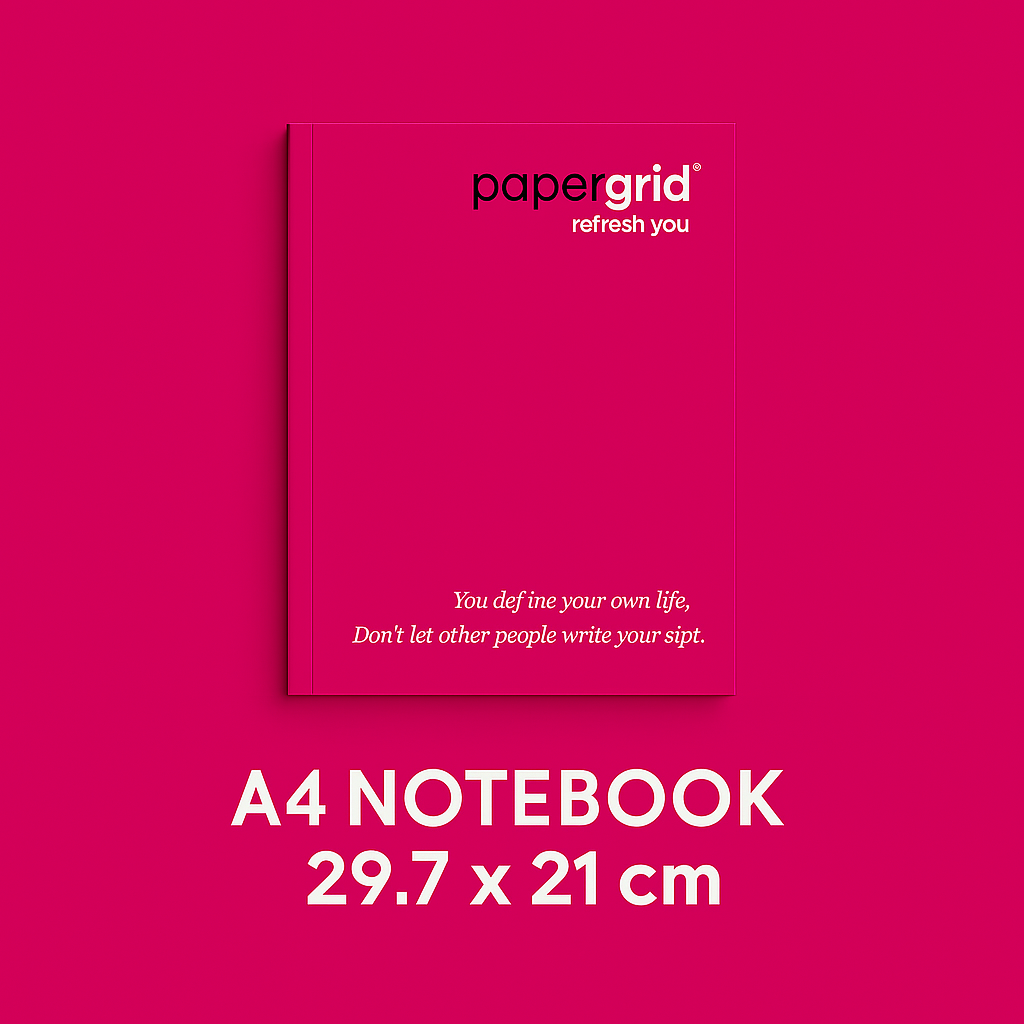 papergrid®
refresh you
You def ine your own life,
Don't let other people write your sipt.
A4 NOTEBOOK
29.7 x 21 cm